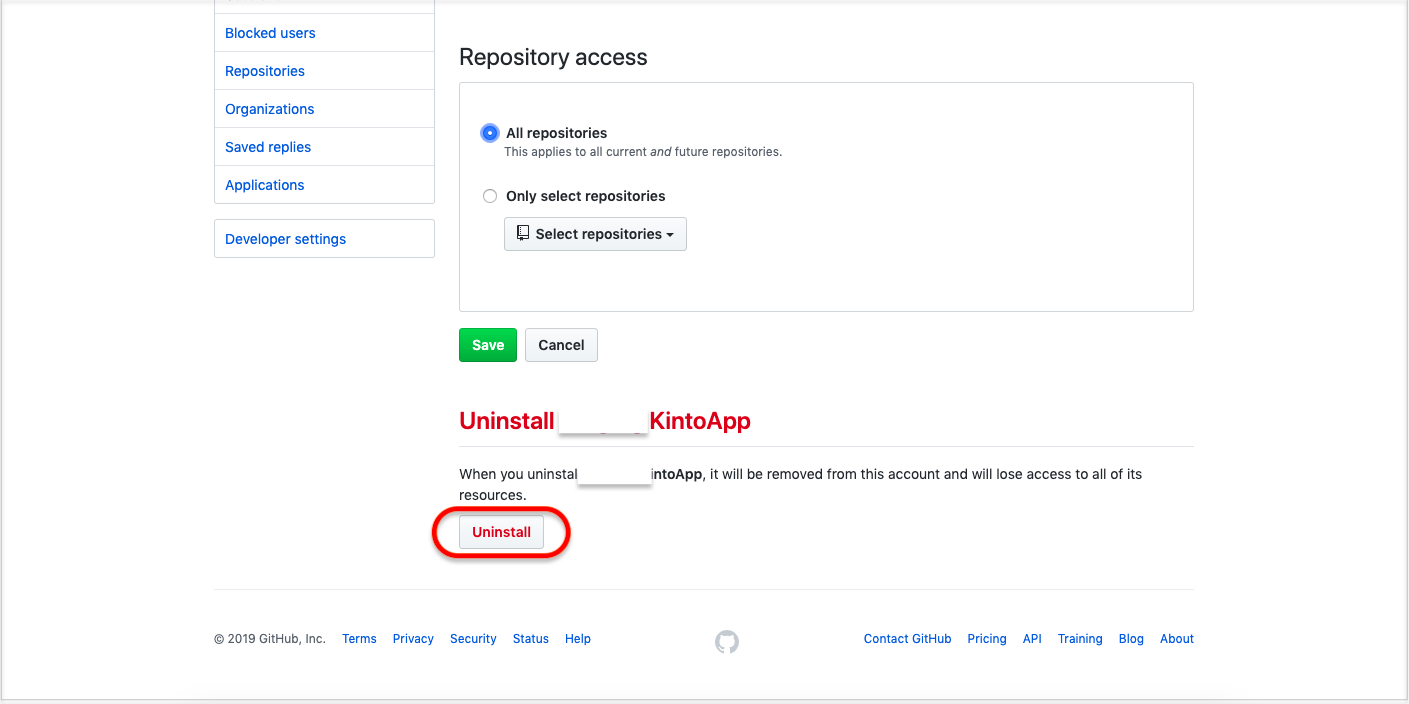 Blocked users
Repositories
Organizations
Saved replies
Applications
Developer settings
Repository access
All repositories
This applies to all current and future repositories.
Only select repositories
Select repositories
Save
Cancel
Uninstall KintoApp
When you uninstal intoApp, it will be removed from this account and will lose access to all of its
resources.
Uninstall
© 2019 GitHub, Inc. Terms Privacy Security Status Help
Contact GitHub Pricing API Training Blog About